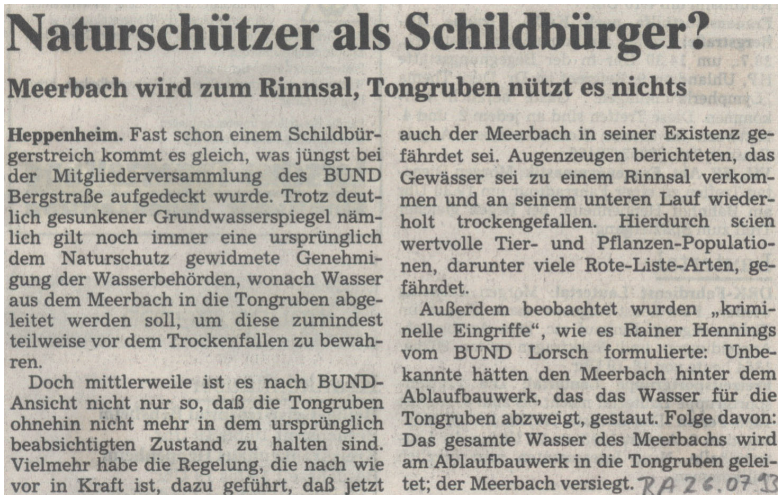 Naturschützer als Schildbürger?
Meerbach wird zum Rinnsal, Tongruben nützt es nichts
Heppenheim. Fast schon einem Schildbür-
gerstreich kommt es gleich, was jüngst bei
der Mitgliederversammlung des BUND
Bergstraße aufgedeckt wurde. Trotz deut-
lich gesunkener Grundwasserspiegel näm-
lich gilt noch immer eine ursprünglich
dem Naturschutz gewidmete Genehmi-
gung der Wasserbehörden, wonach Wasser
aus dem Meerbach in die Tongruben abge-
leitet werden soll, um diese zumindest
teilweise vor dem Trockenfallen zu bewah-
ren.
Doch mittlerweile ist es nach BUND-
Ansicht nicht nur so, daß die Tongruben
ohnehin nicht mehr in dem ursprünglich
beabsichtigten Zustand zu halten sind.
Vielmehr habe die Regelung, die nach wie
vor in Kraft ist, dazu geführt, daß jetzt
auch der Meerbach in seiner Existenz ge-
fährdet sei. Augenzeugen berichteten, das
Gewässer sei zu einem Rinnsal verkom-
men und an seinem unteren Lauf wieder-
holt trockengefallen. Hierdurch seien
wertvolle Tier- und Pflanzen-Populatio-
nen, darunter viele Rote-Liste-Arten, ge-
fährdet.
Außerdem beobachtet wurden „krimi-
nelle Eingriffe“, wie es Rainer Hennings
vom BUND Lorsch formulierte: Unbe-
kannte hätten den Meerbach hinter dem
Ablaufbauwerk, das das Wasser für die
Tongruben abzweigt, gestaut. Folge davon:
Das gesamte Wasser des Meerbachs wird
am Ablaufbauwerk in die Tongruben gelei-
tet; der Meerbach versiegt. RA 26.07.93